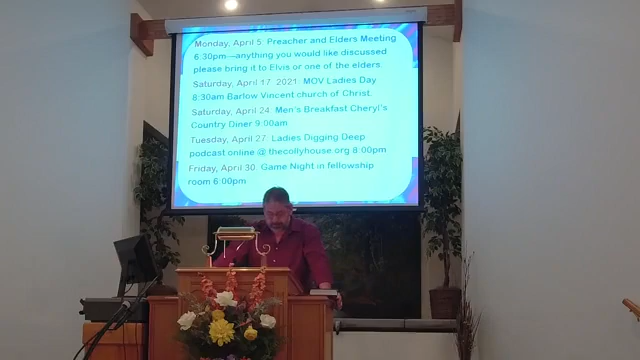 Monday, April 5: Preacher and Elders Meeting
6:30pm—anything you would like discussed
please bring it to Elvis or one of the elders
Saturday, April 17, 2021: MOV Ladies Day
8:30am Barlow Vincent church of Christ.
Saturday, April 24: Men's Breakfast Cheryl's
Country Diner 9:00am
Tuesday, April 27: Ladies Digging Deep
podcast online @ thecollyhouse.org 8:00pm
Friday, April 30: Game Night in fellowship
room 6:00pm